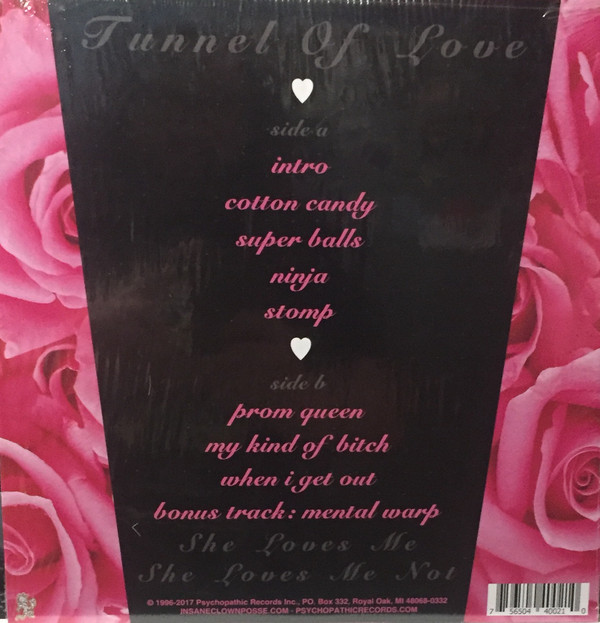 Tunnel Of Love
side a
intro
cotton candy
super balls
ninja
stomp
side b
prom queen
my kind of bitch
when i get out
bonus track: mental warp
She Loves Me
She Loves Me Not
© 1996-2017 Psychopathic Records Inc., PO. Box 332, Royal Oak, MI 48068-0332
INSANECLOWNPOSSE.COM - PSYCHOPATHICRECORDS.COM
7 56504 40021 0